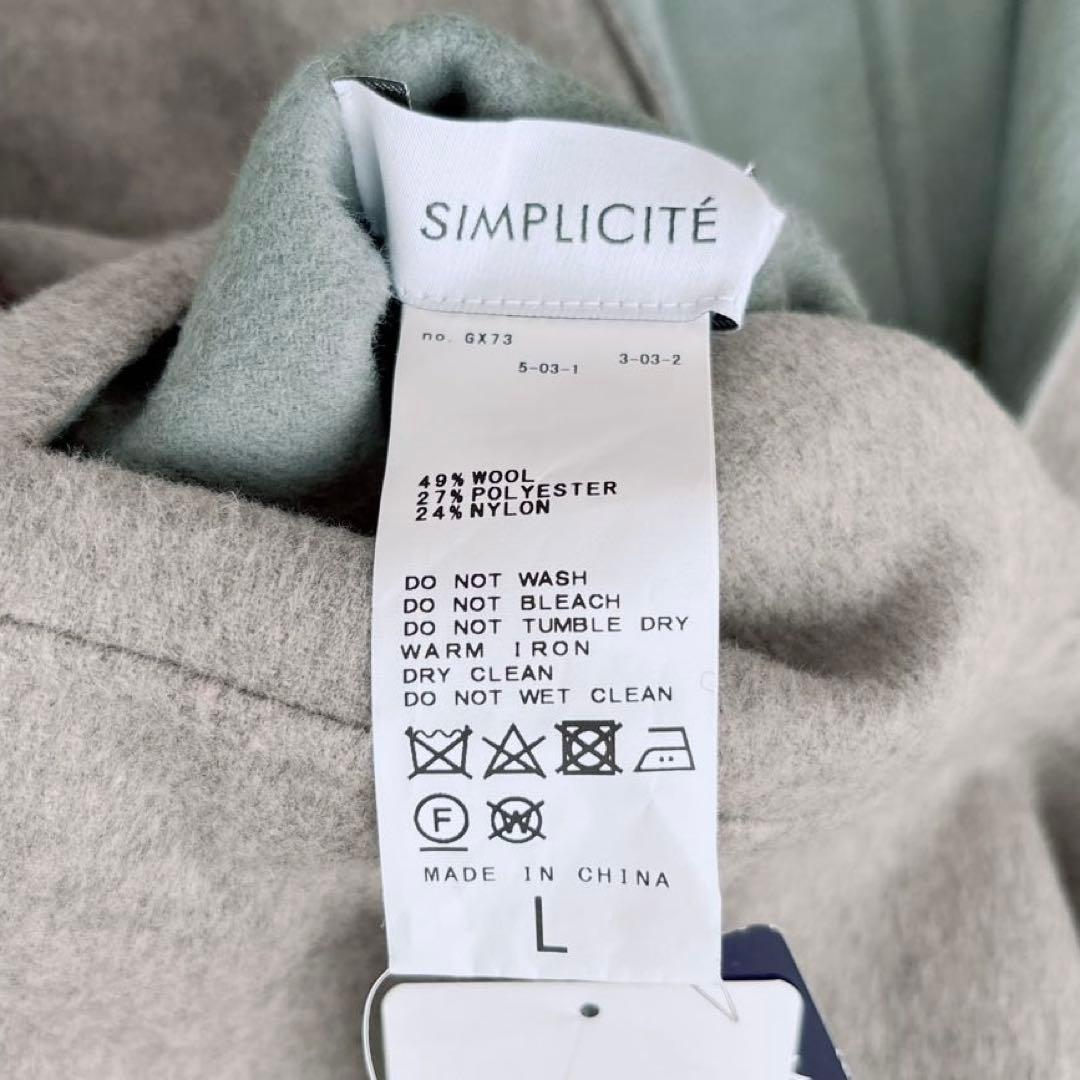 SIMPLICITÉ
no. GX73
5-03-1 3-03-2
49% WOOL
27% POLYESTER
24% NYLON
DO NOT WASH
DO NOT BLEACH
DO NOT TUMBLE DRY
WARM IRON
DRY CLEAN
DO NOT WET CLEAN
F W
MADE IN CHINA
L